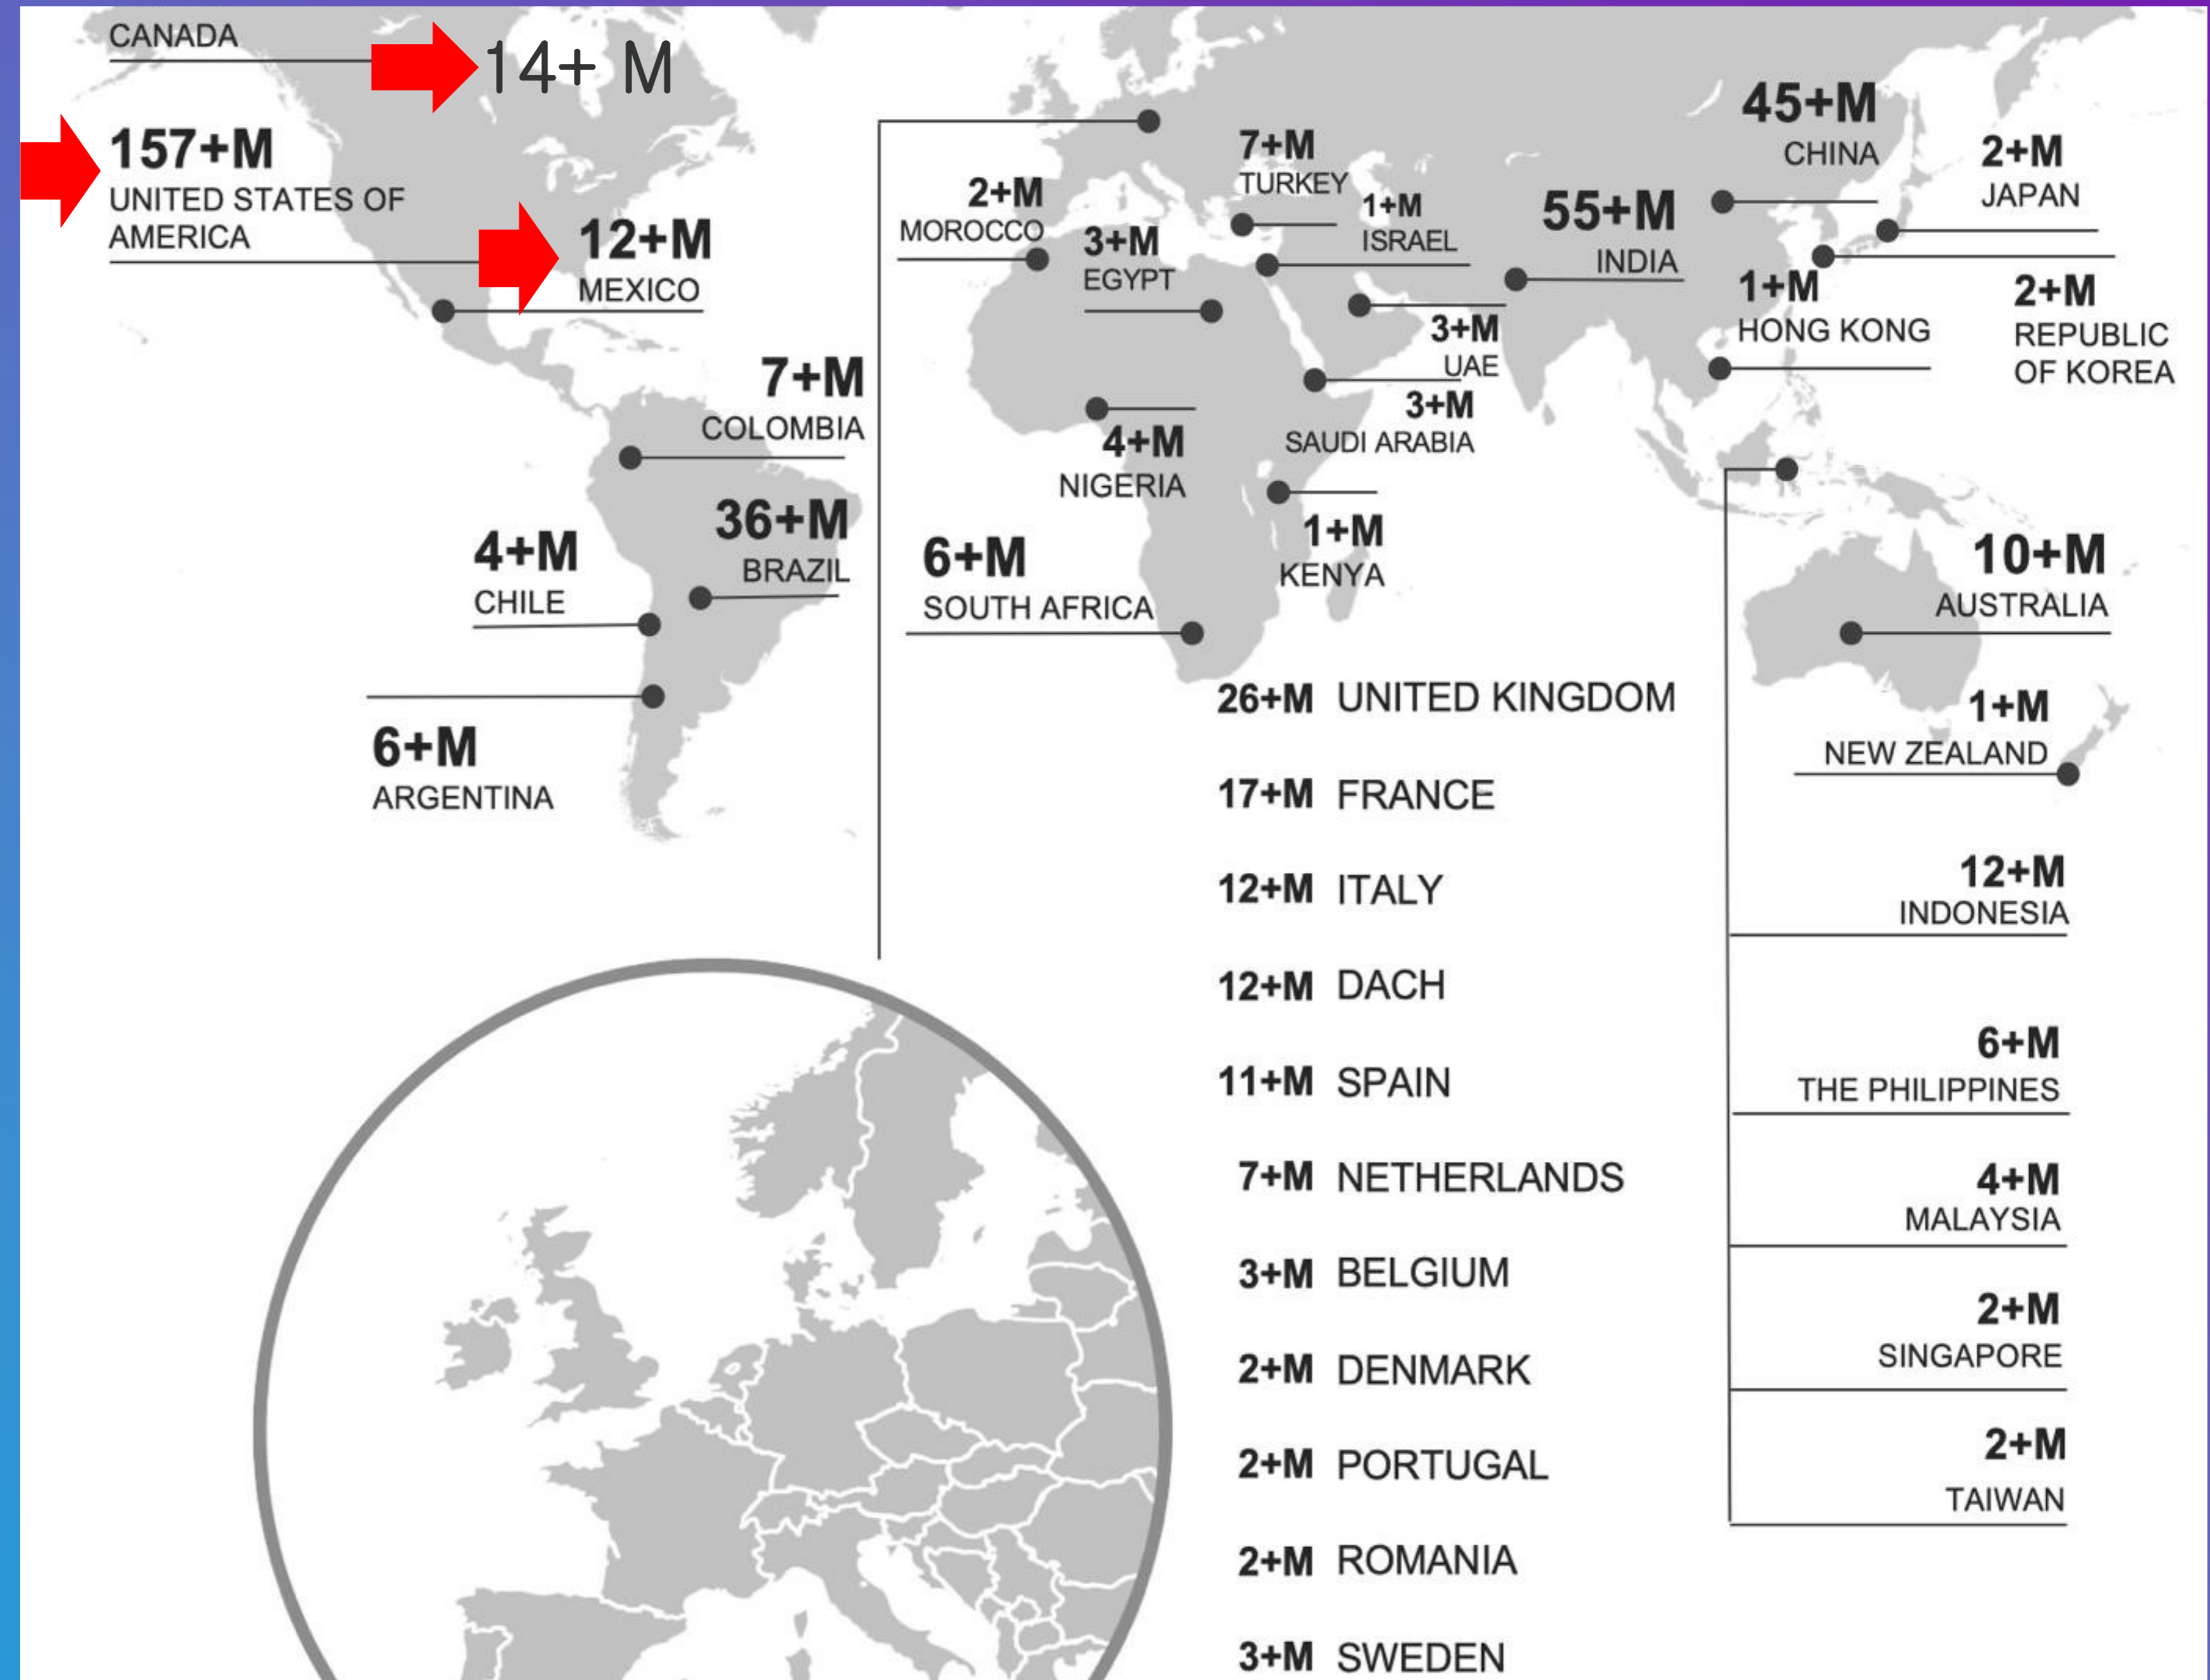 CANADA
14+ M
157+M
UNITED STATES OF
AMERICA
12+M
MEXICO
7+M
COLOMBIA
36+M
BRAZIL
4+M
CHILE
6+M
ARGENTINA
2+M
MOROCCO
3+M
EGYPT
7+M
TURKEY
1+M
ISRAEL
3+M
UAE
3+M
SAUDI ARABIA
4+M
NIGERIA
1+M
KENYA
6+M
SOUTH AFRICA
55+M
INDIA
45+M
CHINA
2+M
JAPAN
1+M
HONG KONG
2+M
REPUBLIC
OF KOREA
10+M
AUSTRALIA
1+M
NEW ZEALAND
26+M UNITED KINGDOM
17+M FRANCE
12+M ITALY
12+M DACH
11+M SPAIN
7+M NETHERLANDS
3+M BELGIUM
2+M DENMARK
2+M PORTUGAL
2+M ROMANIA
3+M SWEDEN
12+M
INDONESIA
6+M
THE PHILIPPINES
4+M
MALAYSIA
2+M
SINGAPORE
2+M
TAIWAN